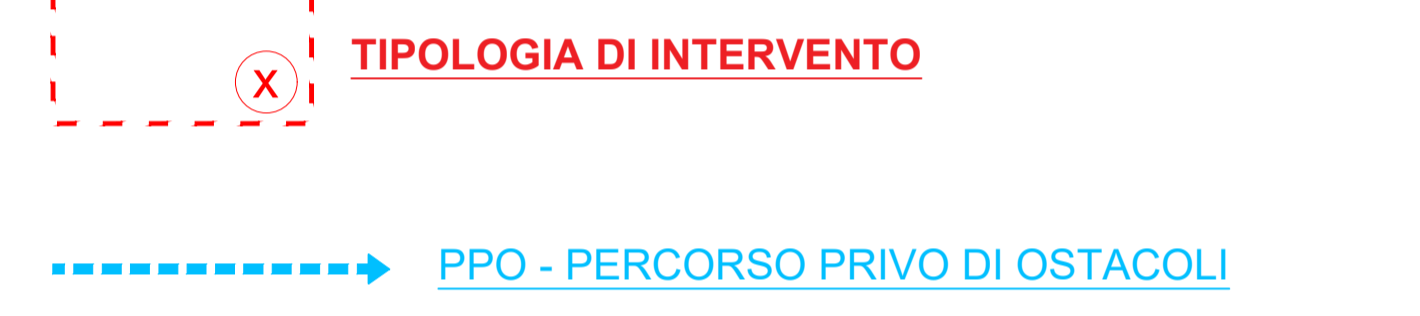 X
TIPOLOGIA DI INTERVENTO
PPO - PERCORSO PRIVO DI OSTACOLI